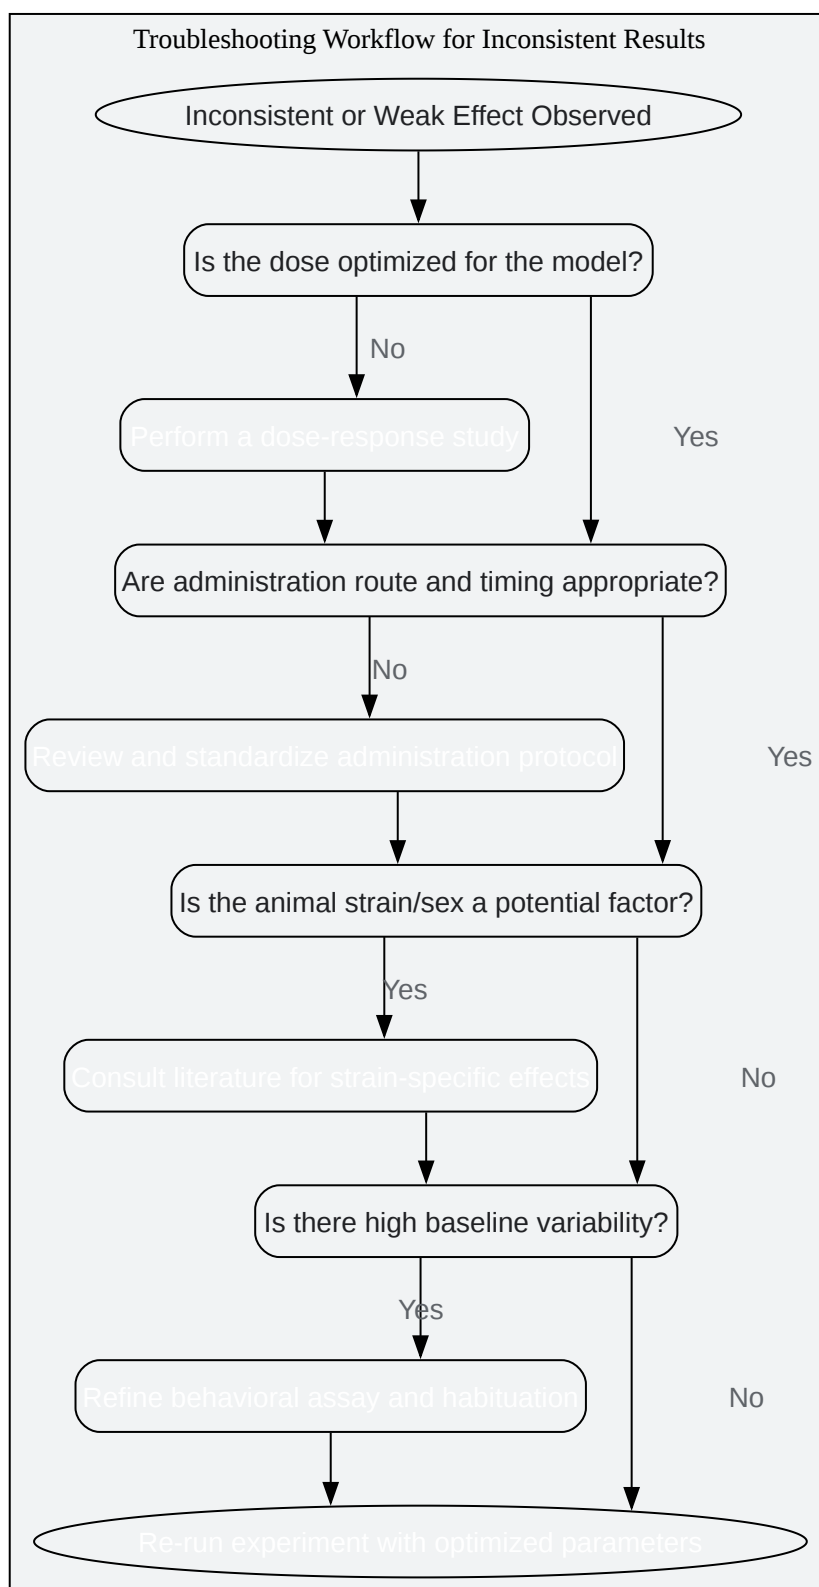 Troubleshooting Workflow for Inconsistent Results
Inconsistent or Weak Effect Observed
Is the dose optimized for the model?
No
Perform a dose-response study
Yes
Are administration route and timing appropriate?
No
Review and standardize administration protocol
Yes
Is the animal strain/sex a potential factor?
Yes
Consult literature for strain-specific effects
No
Is there high baseline variability?
Yes
Refine behavioral assay and habituation
No
Re-run experiment with optimized parameters